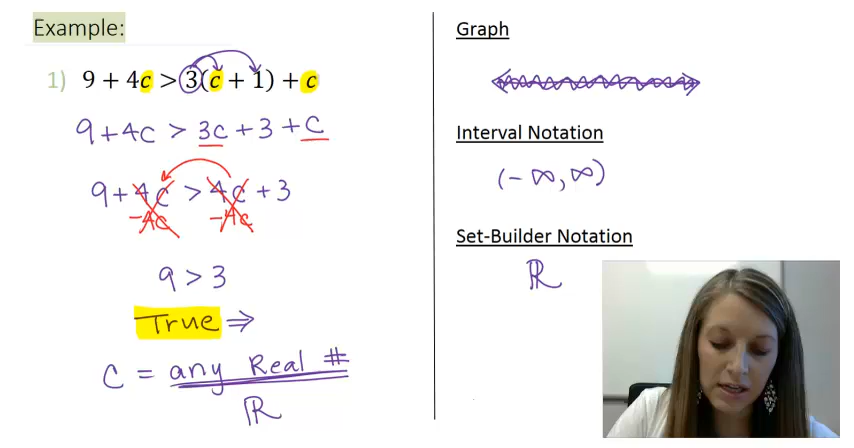 Example:
1) 9 + 4c > 3(c + 1) + c
9 + 4c > 3c + 3 + c
9 + 4c > 4c + 3
-4c -4c
9 > 3
True ⇒
c = any Real #
ℝ
Graph
Interval Notation
(-∞, ∞)
Set-Builder Notation
ℝ